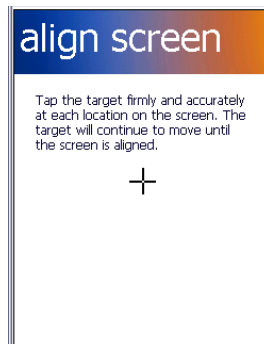 align screen
Tap the target firmly and accurately
at each location on the screen. The
target will continue to move until
the screen is aligned.